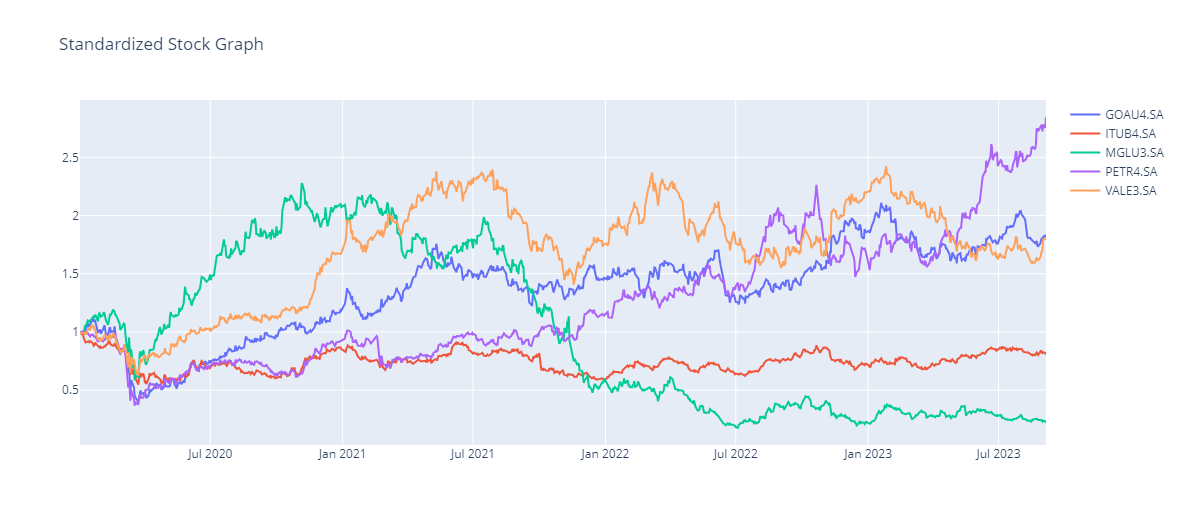 Standardized Stock Graph
GOAU4.SA
ITUB4.SA
MGLU3.SA
PETR4.SA
VALE3.SA
2.5
2
1.5
1
0.5
Jul 2020
Jan 2021
Jul 2021
Jan 2022
Jul 2022
Jan 2023
Jul 2023